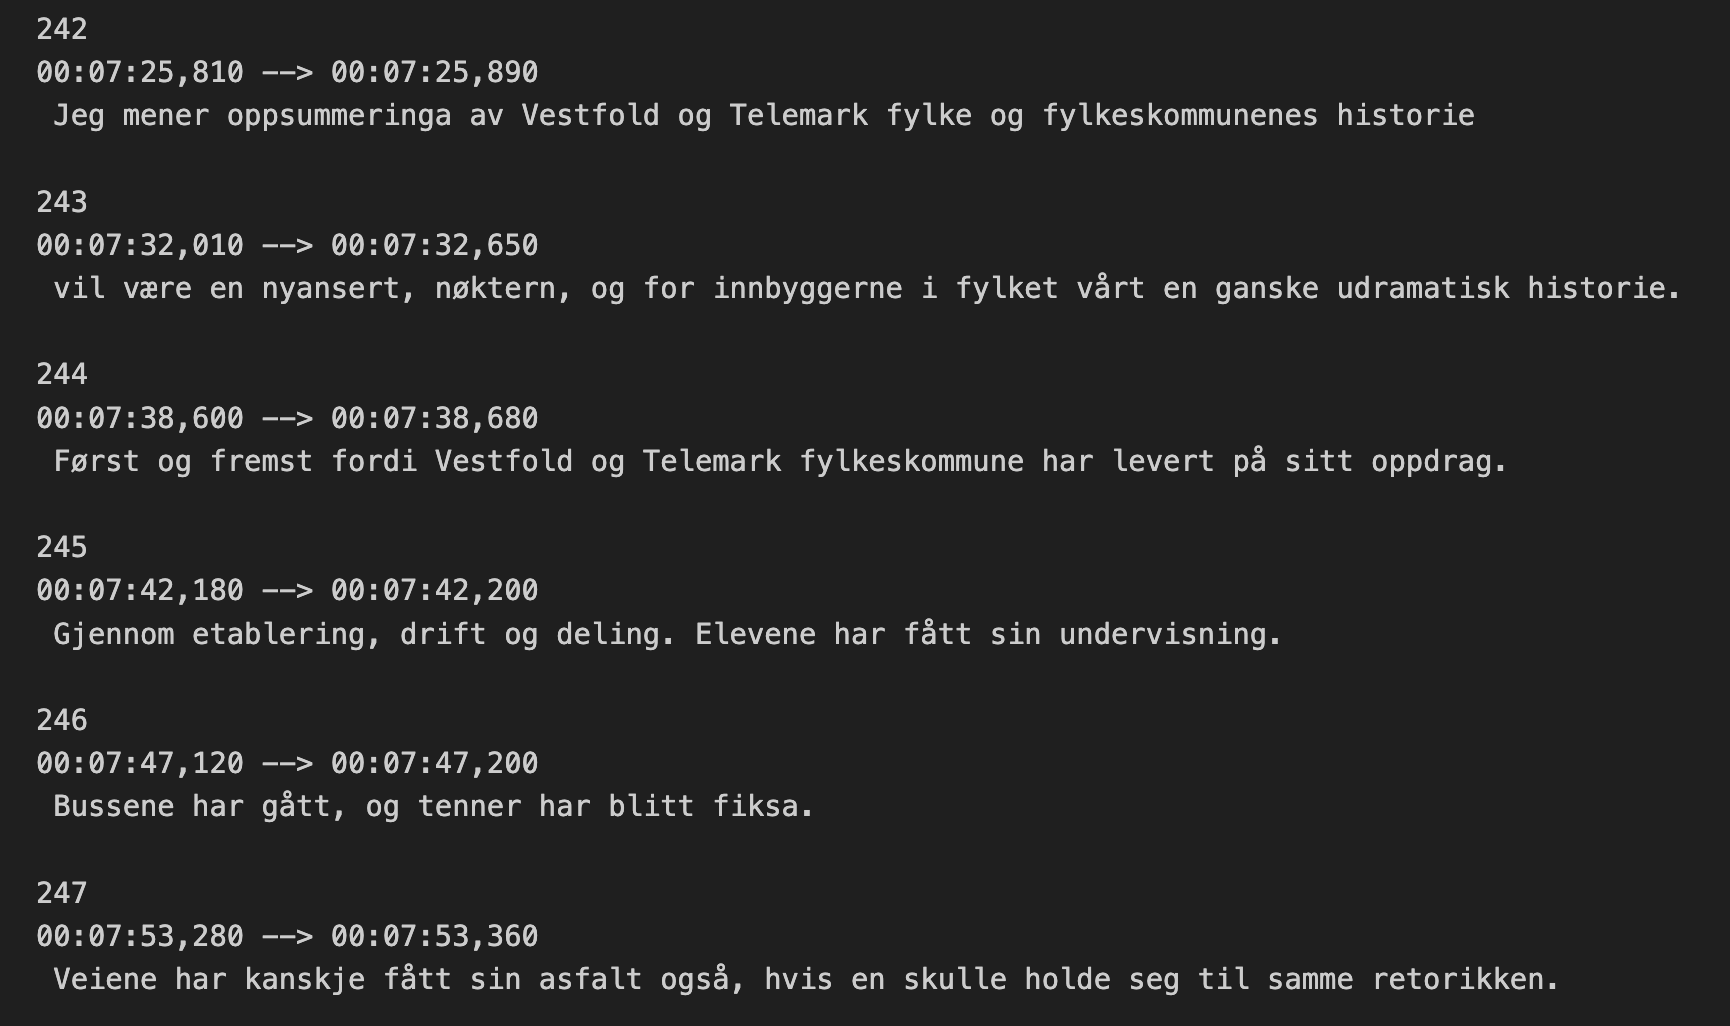 242
00:07:25,810 --> 00:07:25,890
Jeg mener oppsummeringa av Vestfold og Telemark fylke og fylkeskommunenes historie
243
00:07:32,010 --> 00:07:32,650
vil være en nyansert, nøktern, og for innbyggerne i fylket vårt en ganske udramatisk historie.
244
00:07:38,600 --> 00:07:38,680
Først og fremst fordi Vestfold og Telemark fylkeskommune har levert på sitt oppdrag.
245
00:07:42,180 --> 00:07:42,200
Gjennom etablering, drift og deling. Elevene har fått sin undervisning.
246
00:07:47,120 --> 00:07:47,200
Bussene har gått, og tenner har blitt fiksa.
247
00:07:53,280 --> 00:07:53,360
Veiene har kanskje fått sin asfalt også, hvis en skulle holde seg til samme retorikken.